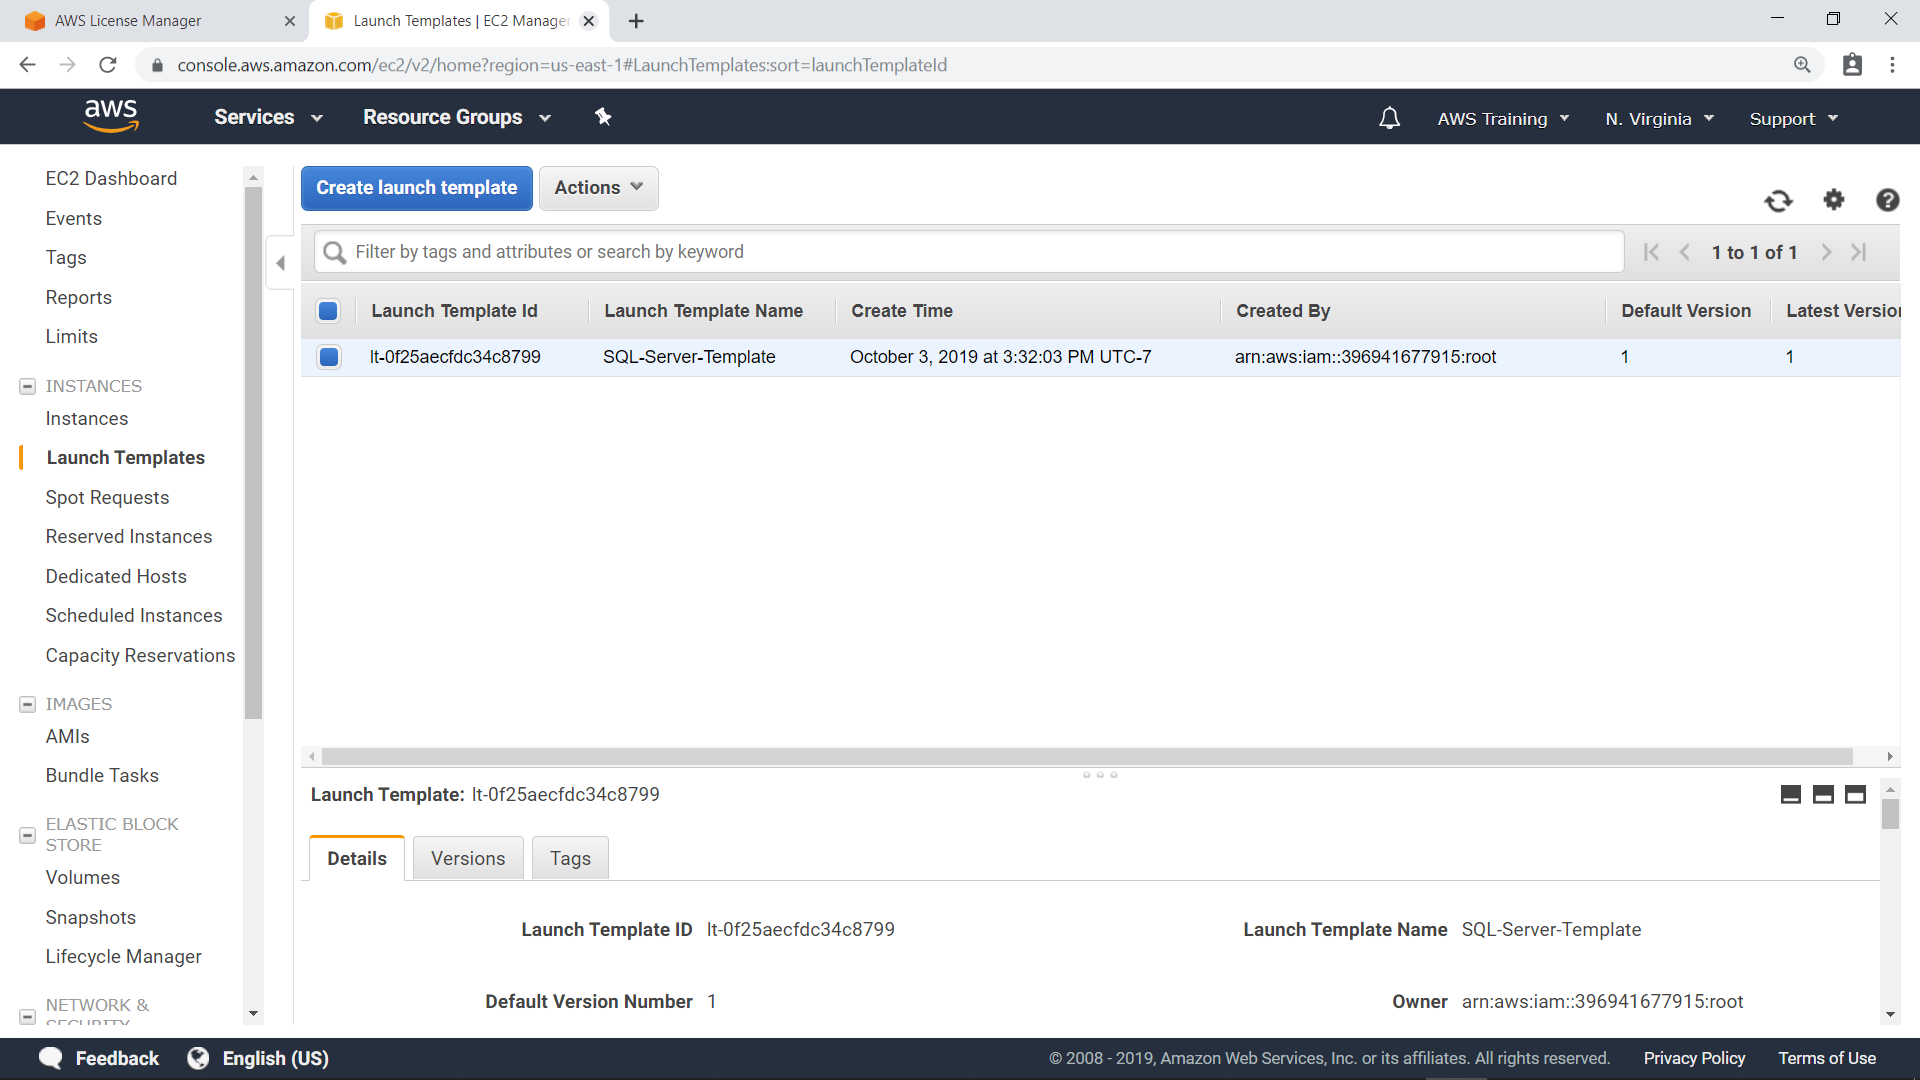 AWS License Manager
Launch Templates | EC2 Manager
console.aws.amazon.com/ec2/v2/home?region=us-east-1#LaunchTemplates:sort=launchTemplateId
aws
Services
Resource Groups
AWS Training
N. Virginia
Support
EC2 Dashboard
Events
Tags
Reports
Limits
INSTANCES
Instances
Launch Templates
Spot Requests
Reserved Instances
Dedicated Hosts
Scheduled Instances
Capacity Reservations
IMAGES
AMIs
Bundle Tasks
ELASTIC BLOCK
STORE
Volumes
Snapshots
Lifecycle Manager
NETWORK &
SECURITY
Create launch template
Actions
Filter by tags and attributes or search by keyword
1 to 1 of 1
Launch Template Id Launch Template Name Create Time Created By Default Version Latest Version
lt-0f25aecfdc34c8799 SQL-Server-Template October 3, 2019 at 3:32:03 PM UTC-7 arn:aws:iam::396941677915:root 1 1
Launch Template: lt-0f25aecfdc34c8799
Details Versions Tags
Launch Template ID lt-0f25aecfdc34c8799
Launch Template Name SQL-Server-Template
Default Version Number 1
Owner arn:aws:iam::396941677915:root
Feedback
English (US)
© 2008 - 2019, Amazon Web Services, Inc. or its affiliates. All rights reserved.
Privacy Policy
Terms of Use